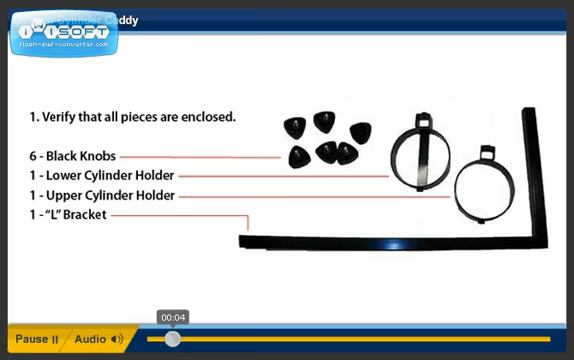 Cylinder Caddy
iWiSOFT
flash-swf-converter.com
1. Verify that all pieces are enclosed.
6 - Black Knobs
1 - Lower Cylinder Holder
1 - Upper Cylinder Holder
1 - “L” Bracket
00:04
Pause Audio